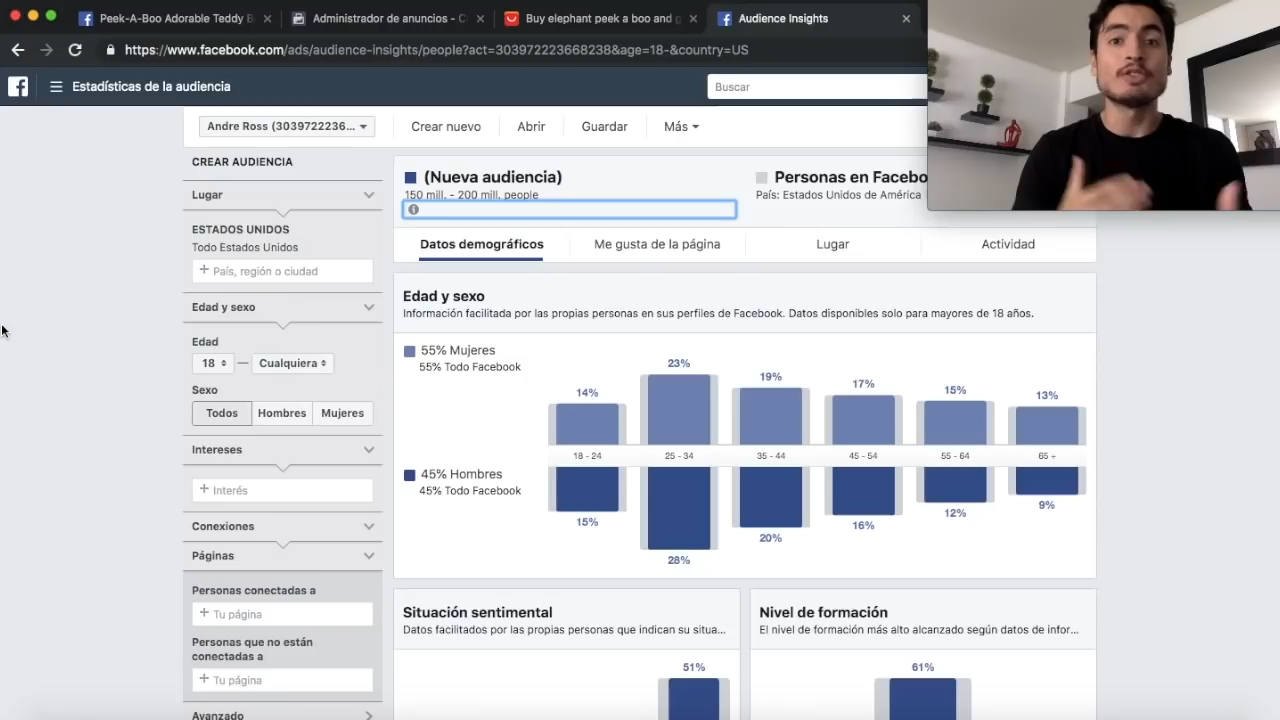 Peek-A-Boo Adorable Teddy B
Administrador de anuncios - C
Buy elephant peek a boo and g
Audience Insights
https://www.facebook.com/ads/audience-insights/people?act=303972223668238&age=18-&country=US
Estadísticas de la audiencia
Buscar
Andre Ross (3039722236...
Crear nuevo
Abrir
Guardar
Más
CREAR AUDIENCIA
Lugar
ESTADOS UNIDOS
Todo Estados Unidos
+ País, región o ciudad
Edad y sexo
Edad
18 — Cualquiera
Sexo
Todos
Hombres
Mujeres
Intereses
+ Interés
Conexiones
Páginas
Personas conectadas a
+ Tu página
Personas que no están
conectadas a
+ Tu página
Avanzado
(Nueva audiencia)
150 mill. - 200 mill. people
Personas en Facebo
País: Estados Unidos de América
Datos demográficos
Me gusta de la página
Lugar
Actividad
Edad y sexo
Información facilitada por las propias personas en sus perfiles de Facebook. Datos disponibles solo para mayores de 18 años.
55% Mujeres
55% Todo Facebook
14%
23%
19%
17%
15%
13%
18 - 24
25 - 34
35 - 44
45 - 54
55 - 64
65 +
45% Hombres
45% Todo Facebook
15%
28%
20%
16%
12%
9%
Situación sentimental
Datos facilitados por las propias personas que indican su situa...
51%
Nivel de formación
El nivel de formación más alto alcanzado según datos de infor...
61%